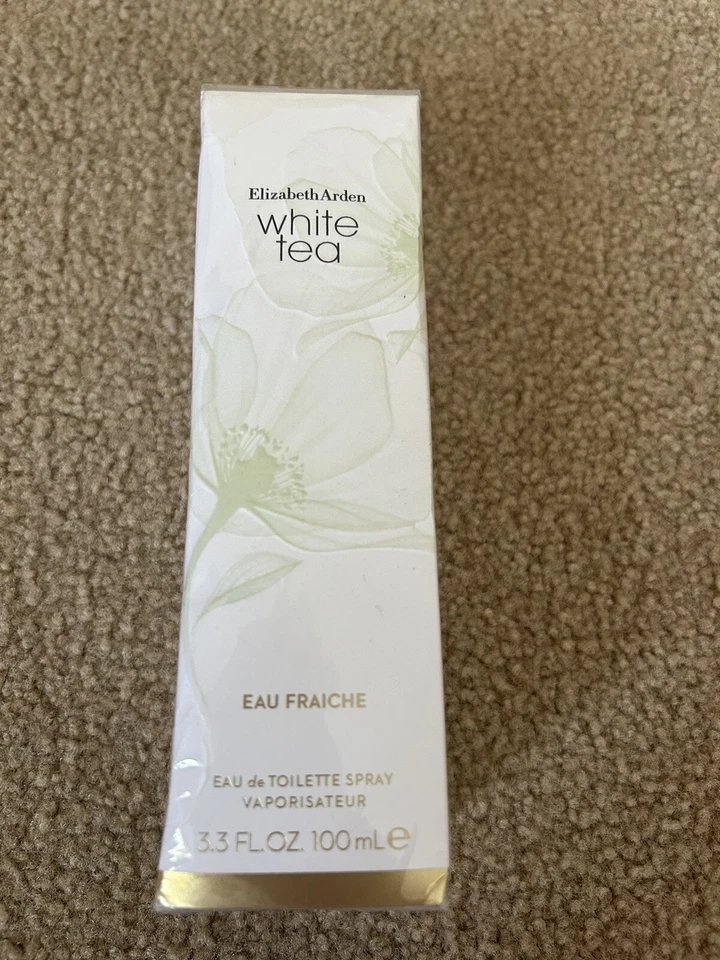 Elizabeth Arden
white
tea
EAU FRAICHE
EAU de TOILETTE SPRAY
VAPORISATEUR
3.3 FL.OZ. 100 mL e